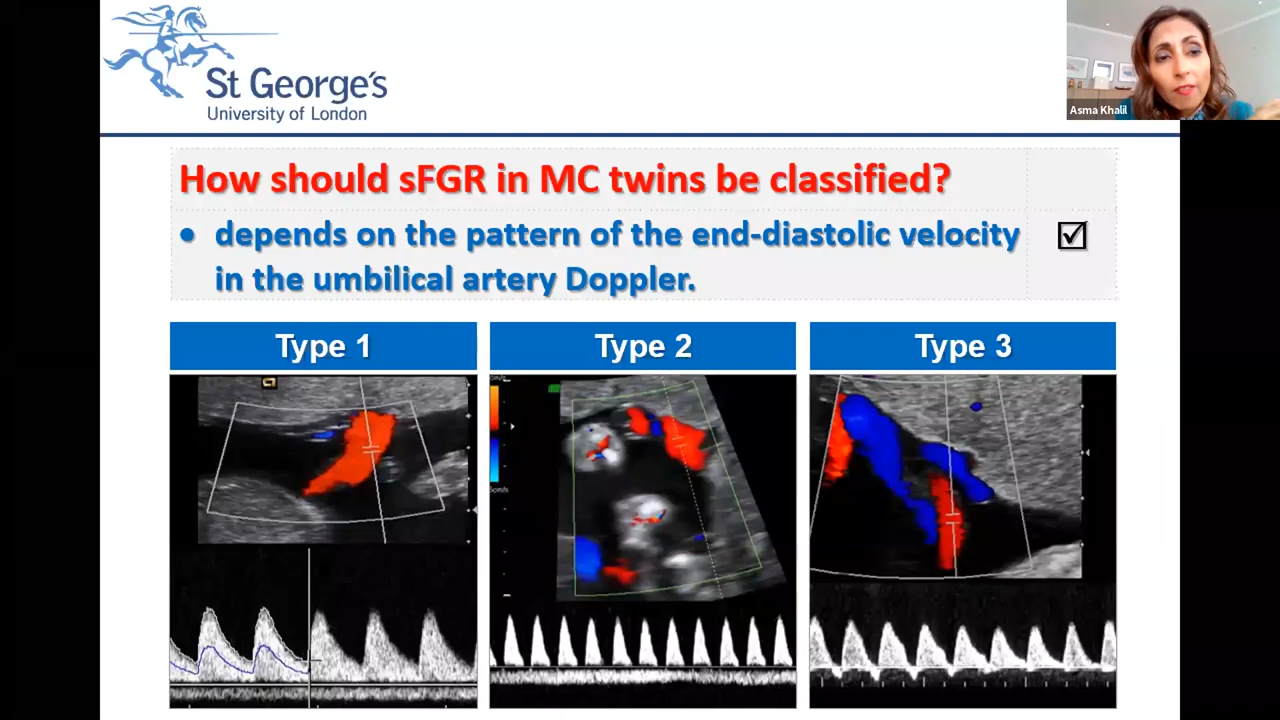 St George's
University of London
Asma Khalil
How should sFGR in MC twins be classified?
• depends on the pattern of the end-diastolic velocity
in the umbilical artery Doppler.
Type 1
Type 2
Type 3